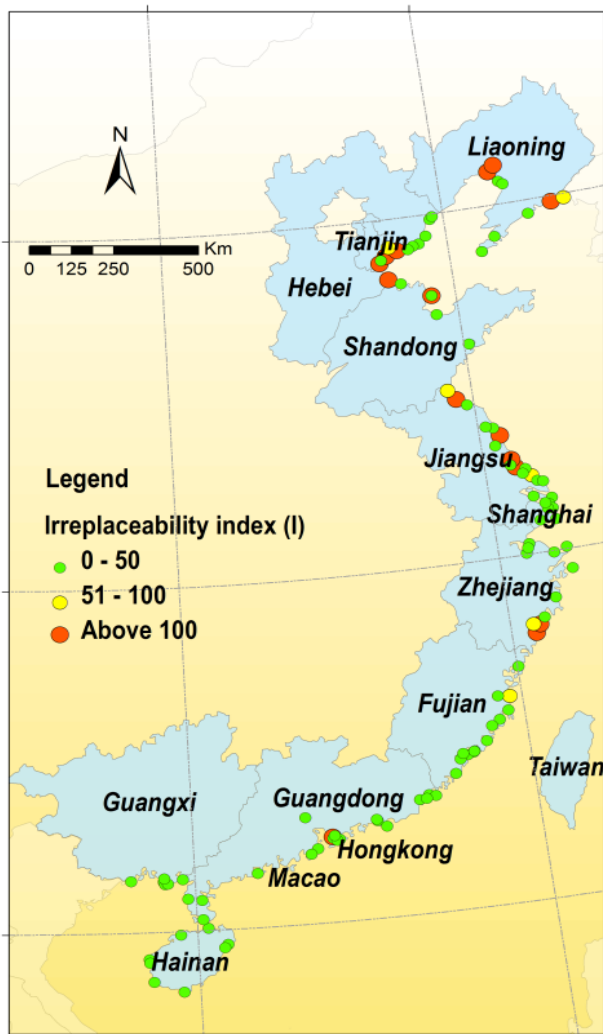 N
Liaoning
Km
0 125 250 500
Tianjin
Hebei
Shandong
Jiangsu
Legend
Shanghai
Irreplaceability index (I)
0 - 50
51 - 100
Above 100
Zhejiang
Fujian
Taiwan
Guangxi
Guangdong
Hongkong
Macao
Hainan